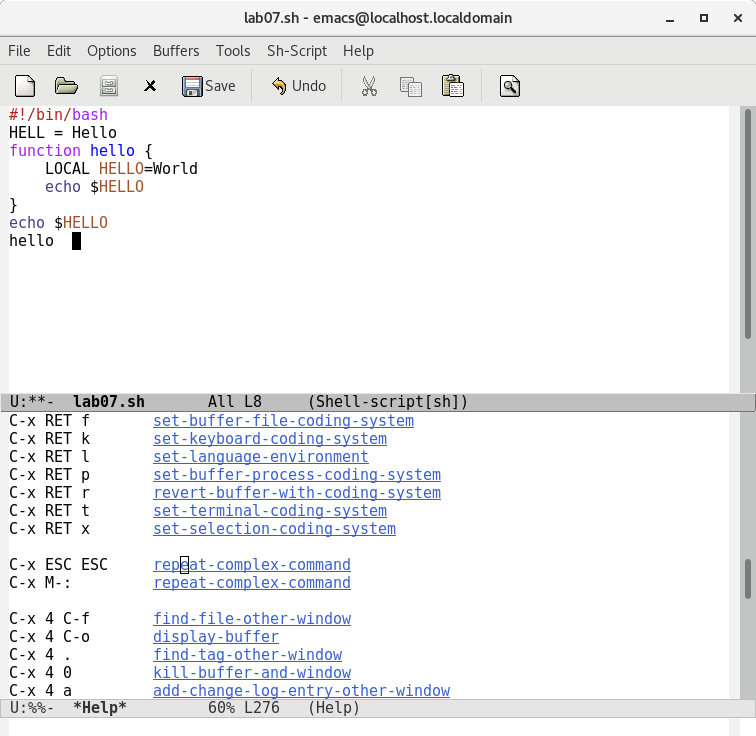 lab07.sh - emacs@localhost.localdomain
File Edit Options Buffers Tools Sh-Script Help
Save Undo
#!/bin/bash
HELL = Hello
function hello {
    LOCAL HELLO=World
    echo $HELLO
}
echo $HELLO
hello
U:**-  lab07.sh       All L8     (Shell-script[sh])
C-x RET f       set-buffer-file-coding-system
C-x RET k       set-keyboard-coding-system
C-x RET l       set-language-environment
C-x RET p       set-buffer-process-coding-system
C-x RET r       revert-buffer-with-coding-system
C-x RET t       set-terminal-coding-system
C-x RET x       set-selection-coding-system
C-x ESC ESC     repeat-complex-command
C-x M-:         repeat-complex-command
C-x 4 C-f       find-file-other-window
C-x 4 C-o       display-buffer
C-x 4 .         find-tag-other-window
C-x 4 0         kill-buffer-and-window
C-x 4 a         add-change-log-entry-other-window
U:%%-  *Help*         60% L276   (Help)